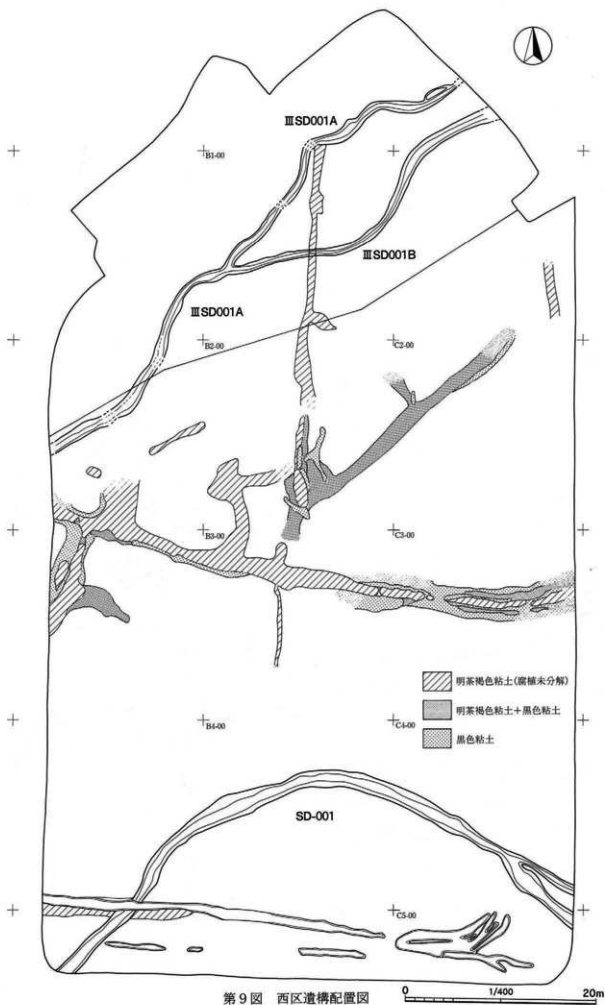 ⅢSD001A
B1-00
ⅢSD001B
ⅢSD001A
B2-00
C2-00
B3-00
C3-00
明茶褐色粘土(腐植未分解)
明茶褐色粘土+黒色粘土
黒色粘土
B4-00
C4-00
SD-001
C5-00
第9図 西区遺構配置図
0 1/400 20m